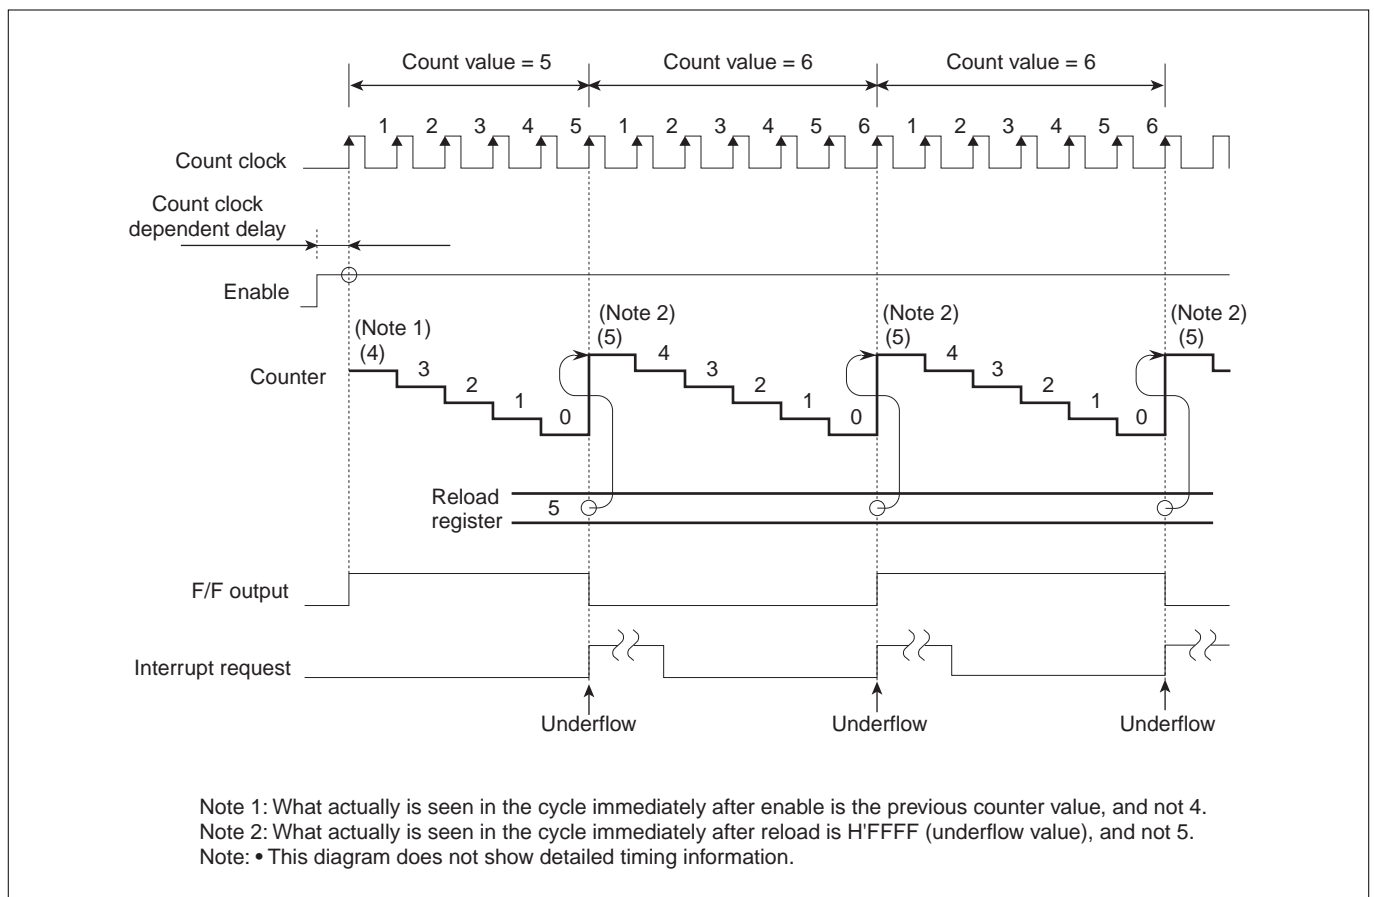 Count value = 5 Count value = 6 Count value = 6
1 2 3 4 5 1 2 3 4 5 6 1 2 3 4 5 6
Count clock
Count clock
dependent delay
Enable
(Note 1) (Note 2) (Note 2) (Note 2)
(4) (5) (5) (5)
Counter
3 2 1 0 4 3 2 1 0 4 3 2 1 0
Reload
register
5
F/F output
Interrupt request
Underflow Underflow Underflow
Note 1: What actually is seen in the cycle immediately after enable is the previous counter value, and not 4.
Note 2: What actually is seen in the cycle immediately after reload is H'FFFF (underflow value), and not 5.
Note: • This diagram does not show detailed timing information.